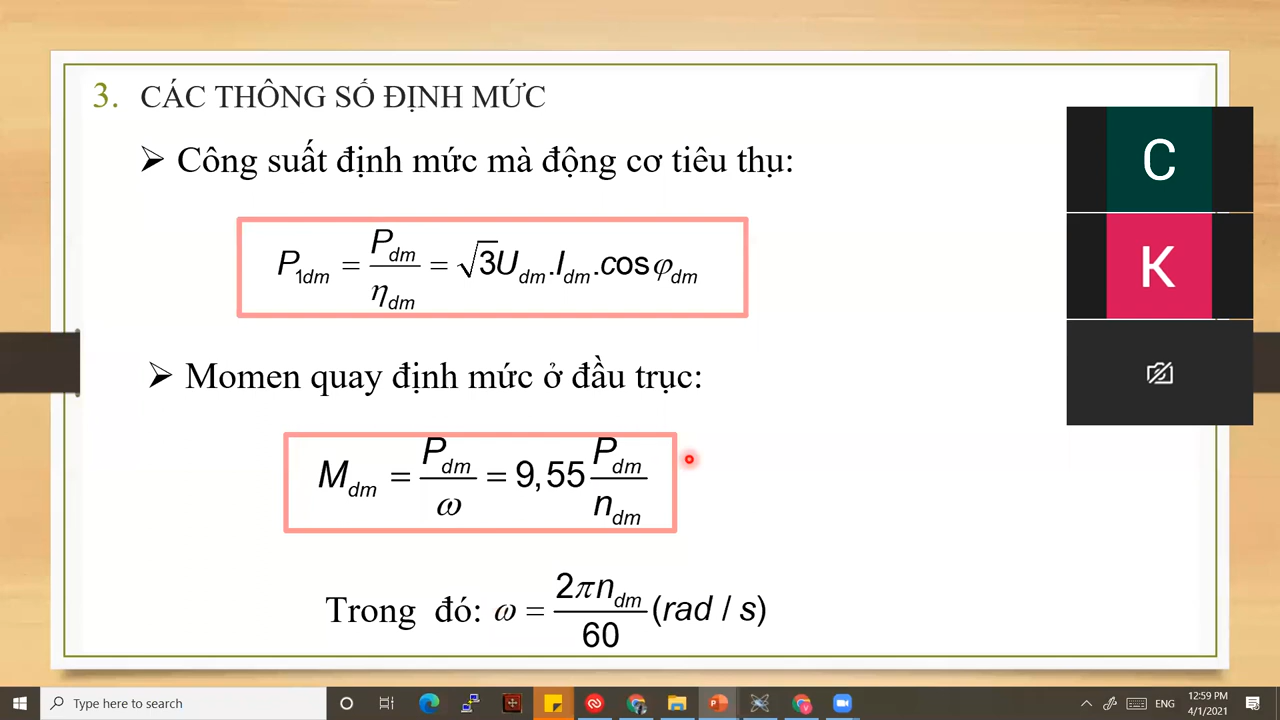 3. CÁC THÔNG SỐ ĐỊNH MỨC
➢ Công suất định mức mà động cơ tiêu thụ:
P1dm = Pdm / ηdm = √3Udm.Idm.cosφdm
➢ Momen quay định mức ở đầu trục:
Mdm = Pdm / ω = 9,55 Pdm / ndm
Trong đó: ω = 2πndm / 60 (rad / s)
C
K
Type here to search
ENG
12:59 PM
4/1/2021